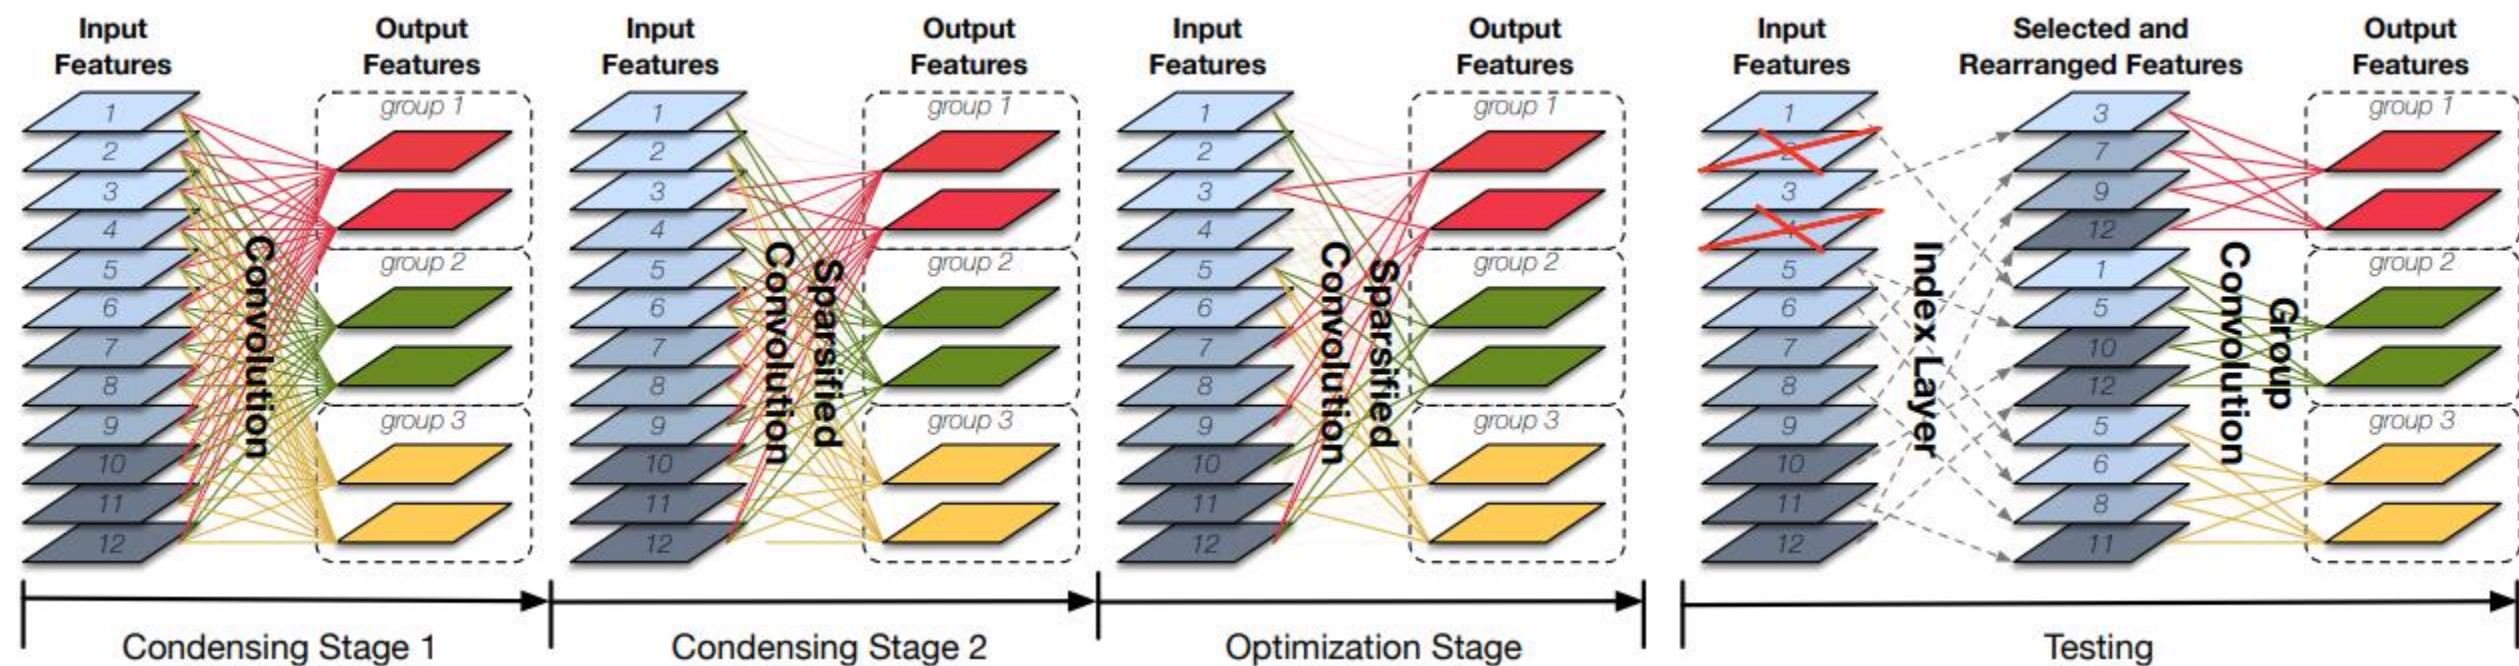 Input
Features
Output
Features
1
2
3
4
5
6
7
8
9
10
11
12
Convolution
group 1
group 2
group 3
Condensing Stage 1
Input
Features
Output
Features
1
2
3
4
5
6
7
8
9
10
11
12
Sparsified
Convolution
group 1
group 2
group 3
Condensing Stage 2
Input
Features
Output
Features
1
2
3
4
5
6
7
8
9
10
11
12
Sparsified
Convolution
group 1
group 2
group 3
Optimization Stage
Input
Features
Selected and
Rearranged Features
Output
Features
1
2
3
4
5
6
7
8
9
10
11
12
Index Layer
3
7
9
12
1
5
10
12
5
6
8
11
Group
Convolution
group 1
group 2
group 3
Testing